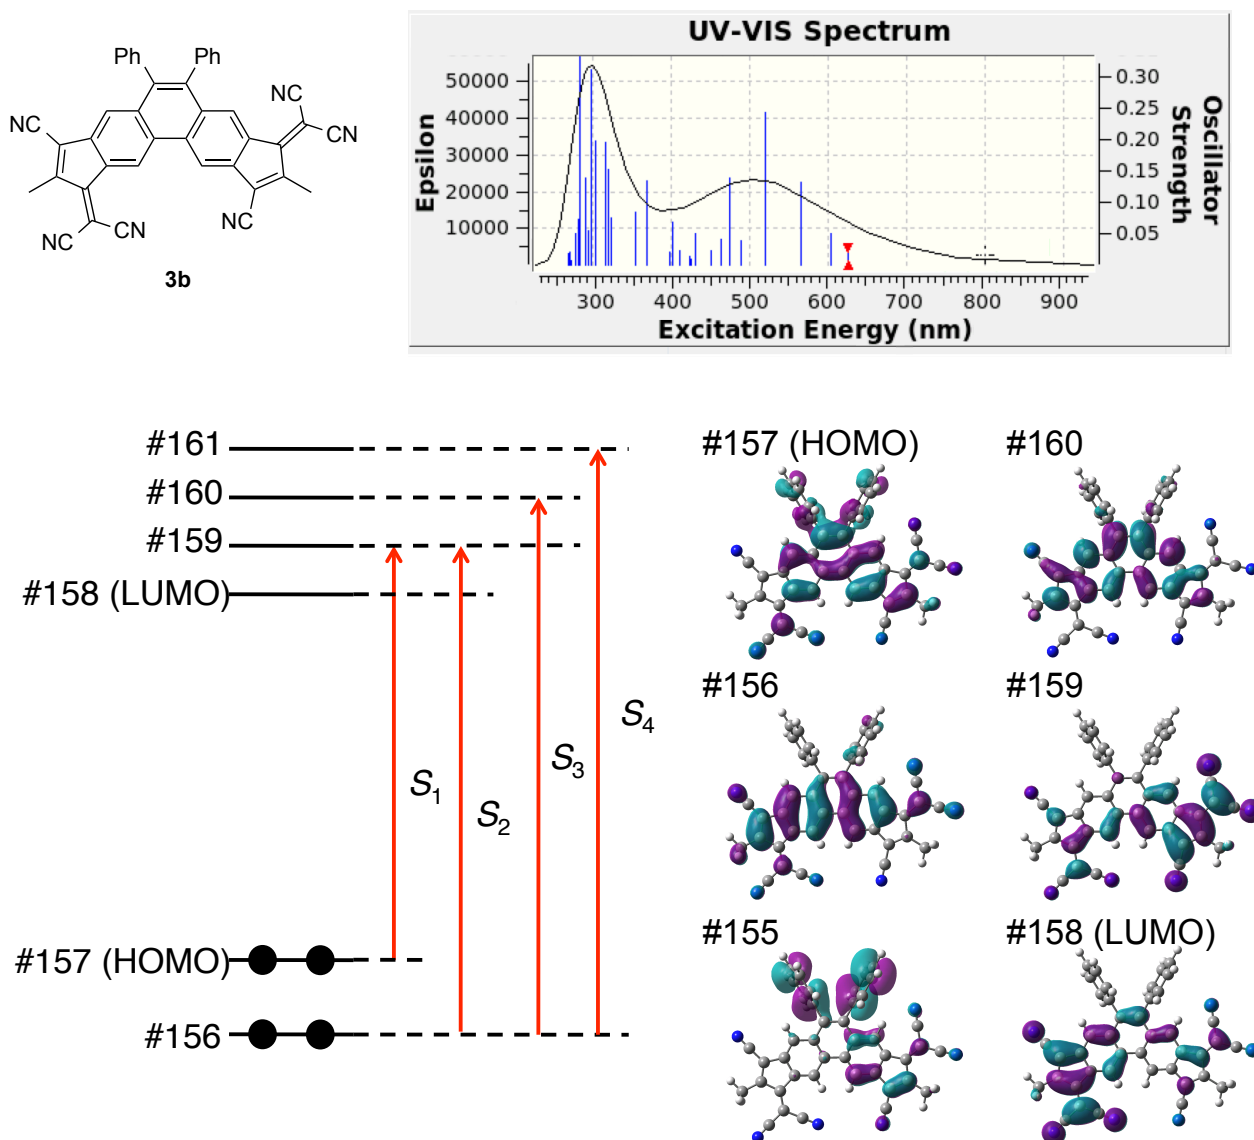 Ph Ph
NC
NC
CN
NC
CN
NC
CN
3b
UV-VIS Spectrum
Epsilon
50000
40000
30000
20000
10000
0.30
0.25
0.20
0.15
0.10
0.05
Oscillator
Strength
300 400 500 600 700 800 900
Excitation Energy (nm)
#161
#160
#159
#158 (LUMO)
S1
S2
S3
S4
#157 (HOMO)
#156
#157 (HOMO) #160
#156 #159
#155 #158 (LUMO)